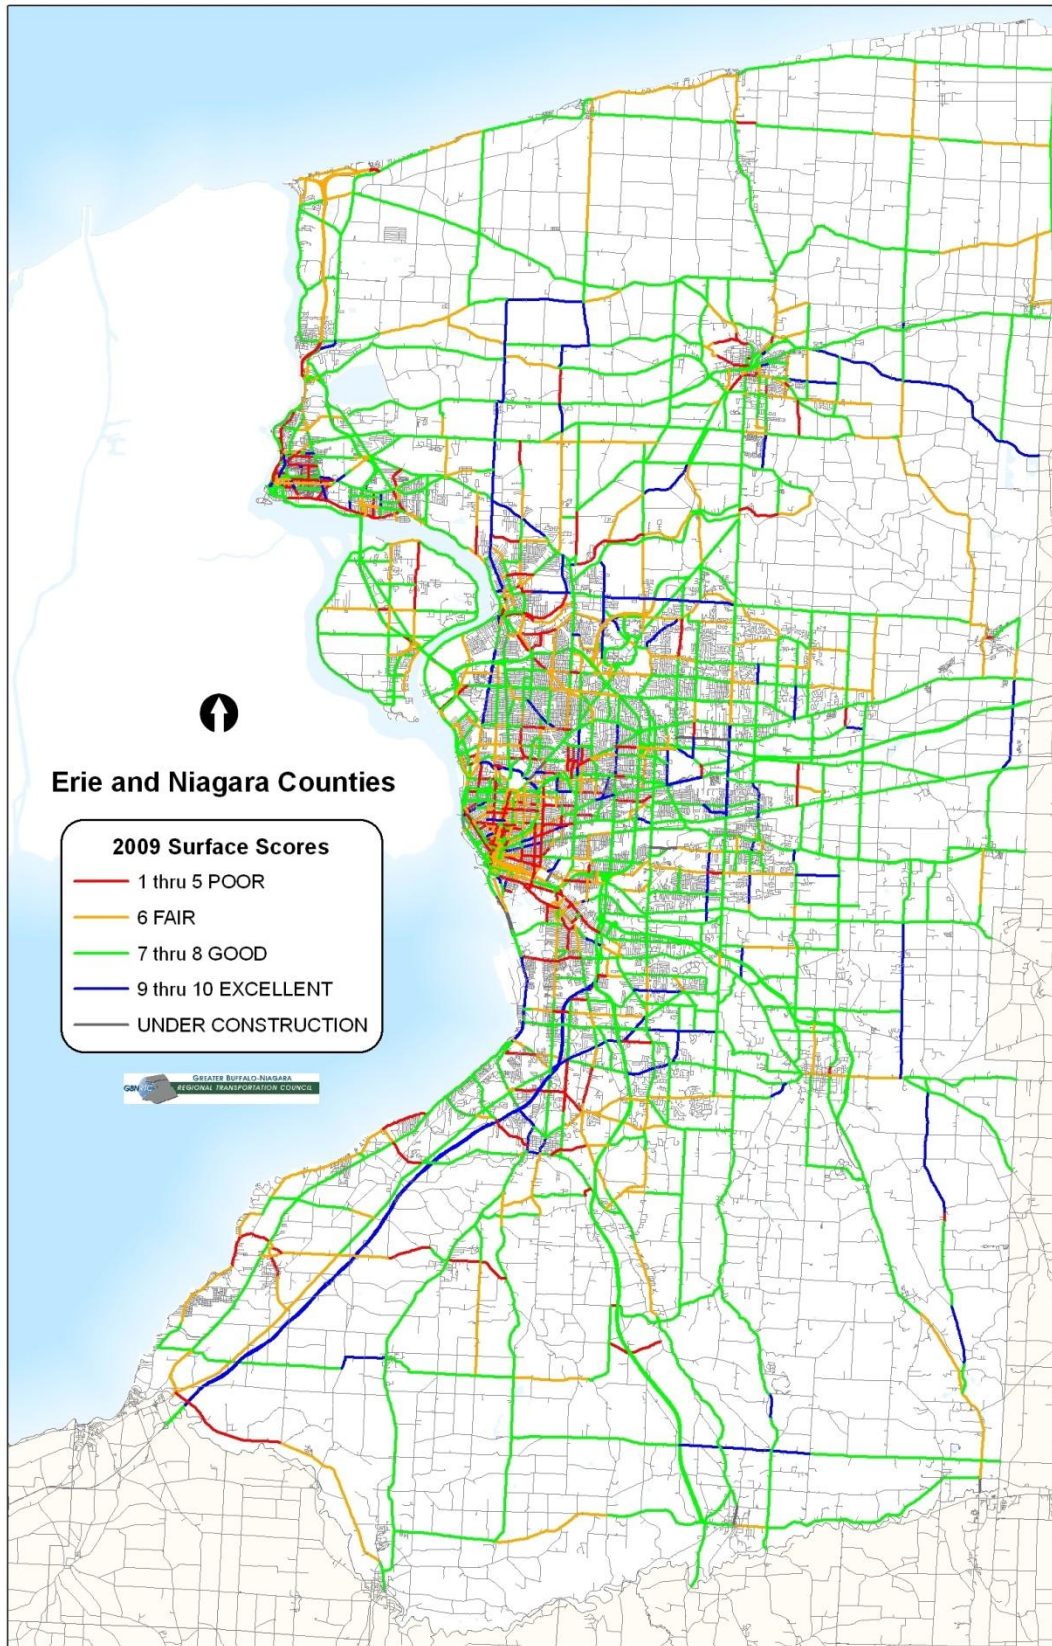 Erie and Niagara Counties
2009 Surface Scores
1 thru 5 POOR
6 FAIR
7 thru 8 GOOD
9 thru 10 EXCELLENT
UNDER CONSTRUCTION
GREATER BUFFALO-NIAGARA
REGIONAL TRANSPORTATION COUNCIL